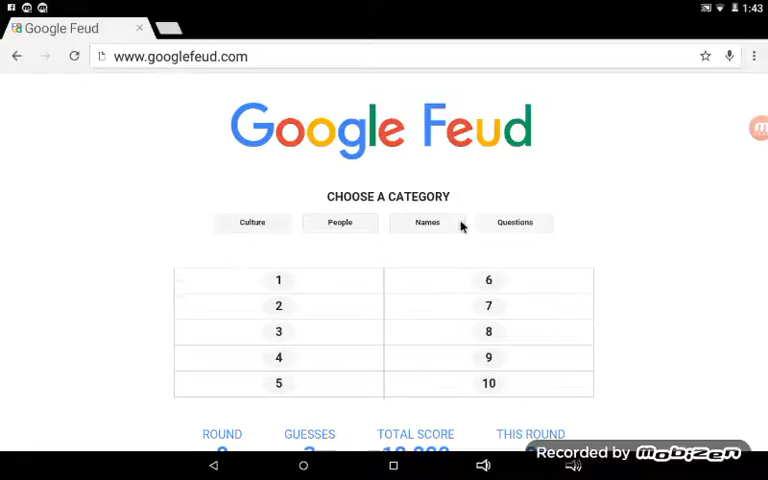 1:43
Google Feud
www.googlefeud.com
Google Feud
CHOOSE A CATEGORY
Culture People Names Questions
1 6
2 7
3 8
4 9
5 10
ROUND GUESSES TOTAL SCORE THIS ROUND
Recorded by MOBIZEN